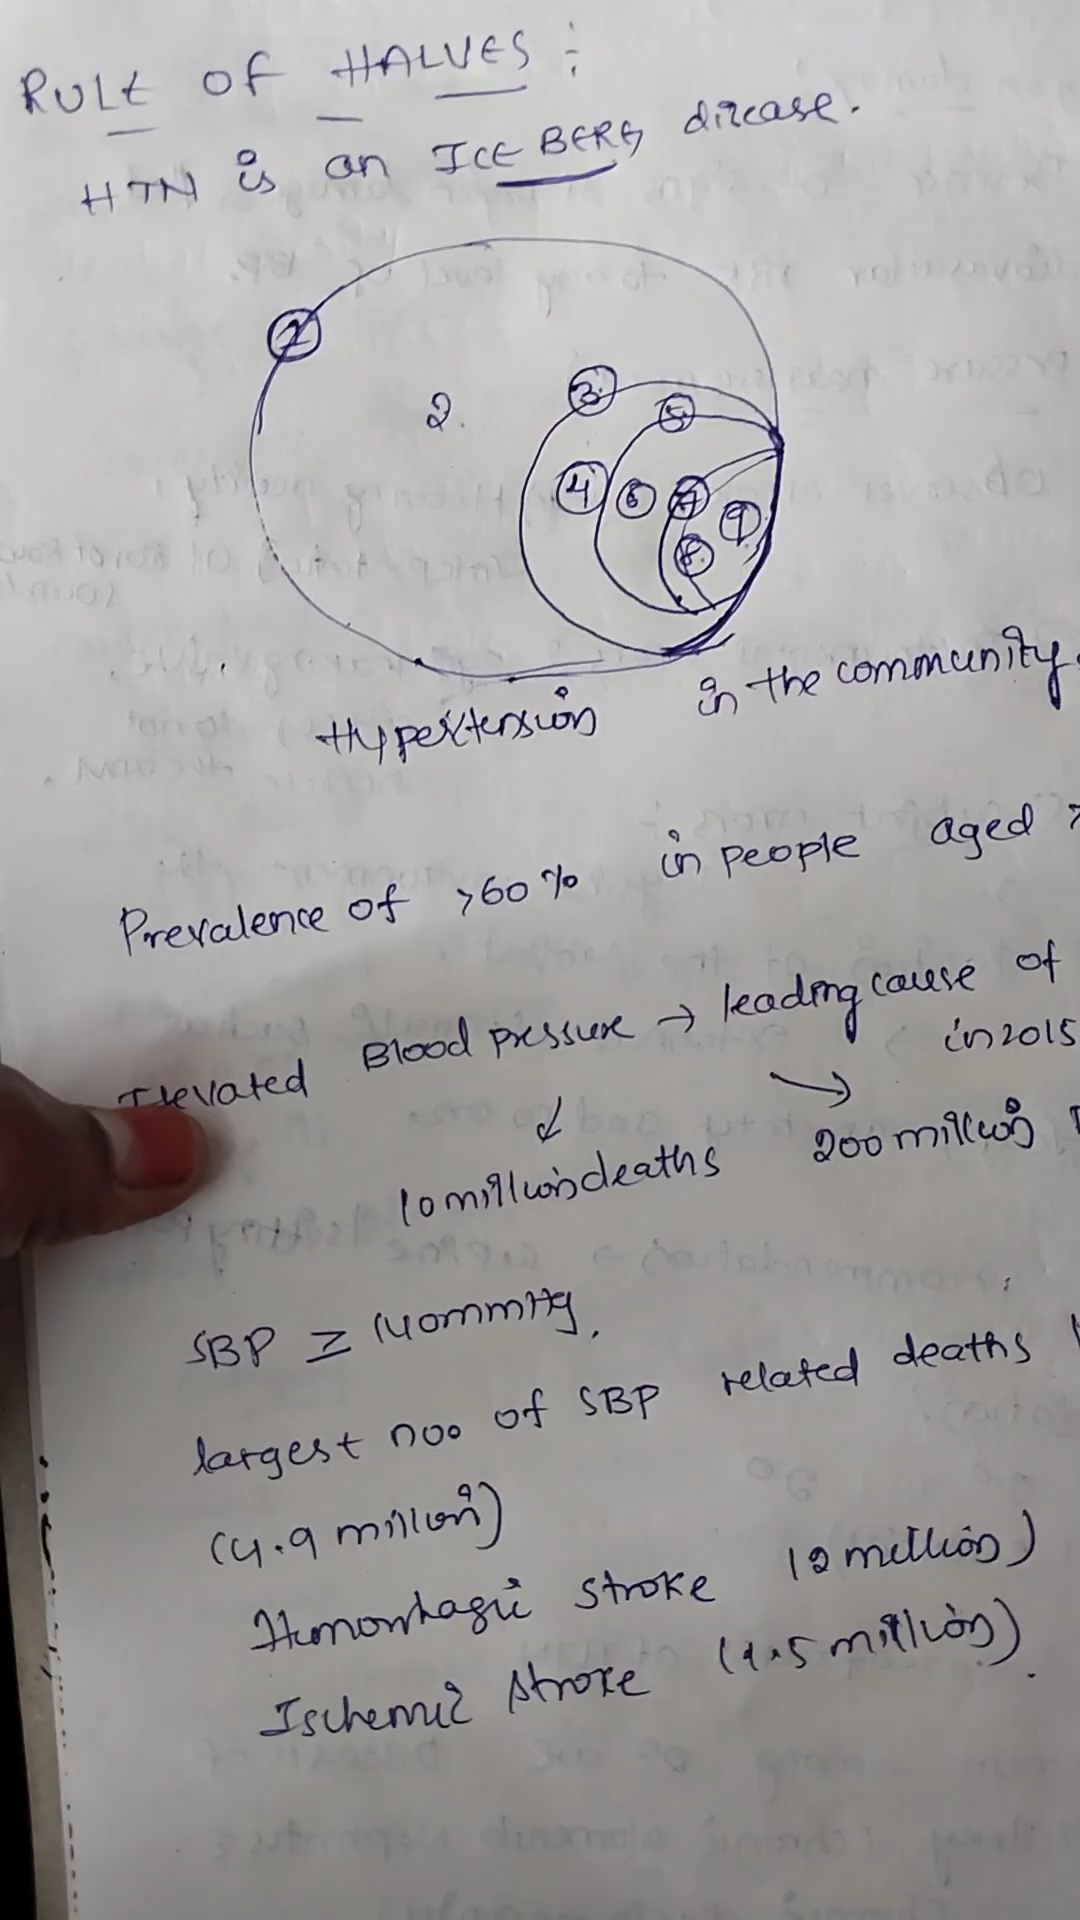 RULE OF HALVES :
HTN is an ICE BERG disease.
1
2.
3
5
4
6
7
9
8
Hypertension in the community.
Prevalence of >60% in people aged >
Elevated Blood pressure → leading cause of
in 2015
↓ →
10 million deaths 200 million
SBP ≥ 140mmHg.
largest noo of SBP related deaths
(4.9 million)
Hemorrhagic stroke (2 million)
Ischemic stroke (1.5 million).